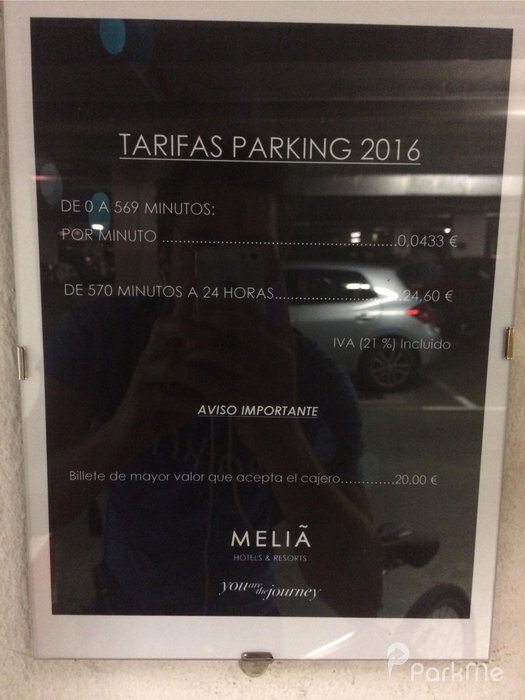 TARIFAS PARKING 2016
DE 0 A 569 MINUTOS:
POR MINUTO ..............................................0,0433 €
DE 570 MINUTOS A 24 HORAS........................24,60 €
IVA (21 %) Incluido
AVISO IMPORTANTE
Billete de mayor valor que acepta el cajero.............20,00 €
MELIÃ
HOTELS & RESORTS
you are the journey
ParkMe